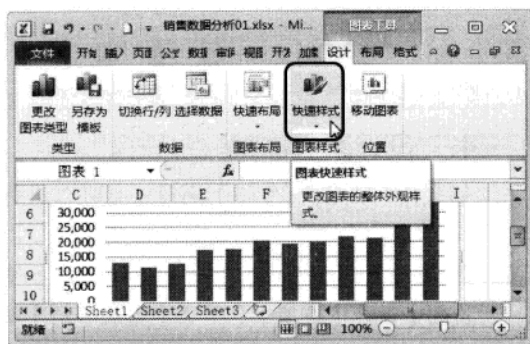 销售数据分析01.xlsx - Mi... 图表工具
文件 开始 插入 页面 公式 数据 审阅 视图 开发 加载 设计 布局 格式
更改 另存为 切换行/列 选择数据 快速布局 快速样式 移动图表
图表类型 模板
类型 数据 图表布局 图表样式 位置
图表 1 fx
图表快速样式
更改图表的整体外观样
式。
C D E F I
6 30,000
25,000
7 20,000
8 15,000
9 10,000
5,000
10 0
Sheet1 Sheet2 Sheet3
就绪 100%